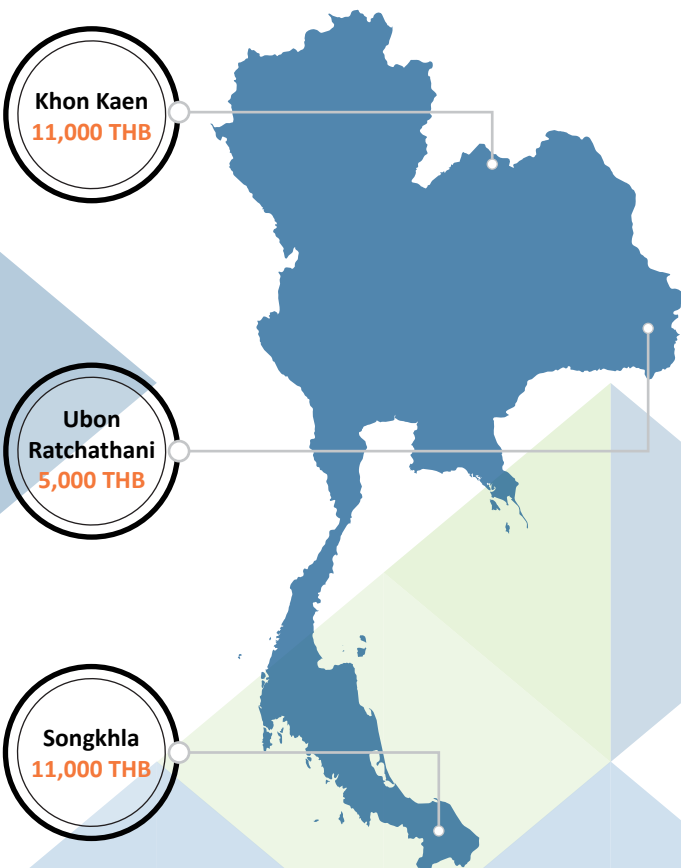 Khon Kaen
11,000 THB
Ubon
Ratchathani
5,000 THB
Songkhla
11,000 THB